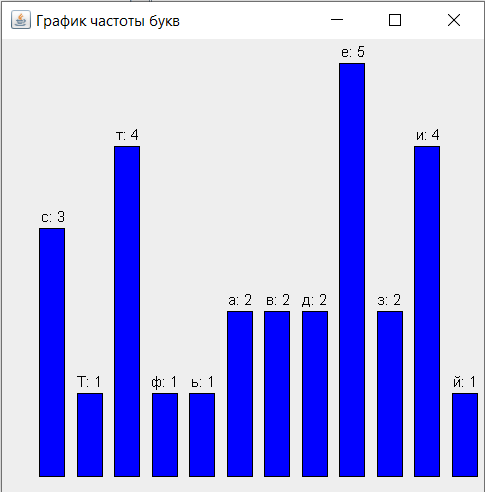 График частоты букв
е: 5
т: 4
и: 4
с: 3
а: 2
в: 2
д: 2
з: 2
Т: 1
ф: 1
ь: 1
й: 1